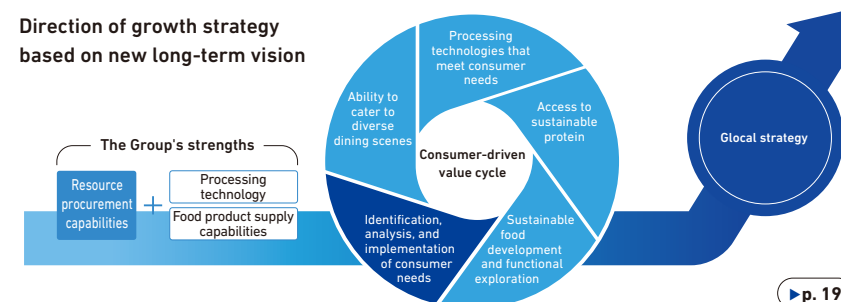 Direction of growth strategy
based on new long-term vision
The Group's strengths
Resource
procurement
capabilities
+
Processing
technology
Food product supply
capabilities
Processing
technologies that
meet consumer
needs
Ability to
cater to
diverse
dining scenes
Access to
sustainable
protein
Consumer-driven
value cycle
Identification,
analysis, and
implementation
of consumer
needs
Sustainable
food
development
and functional
exploration
Glocal strategy
▶p. 19